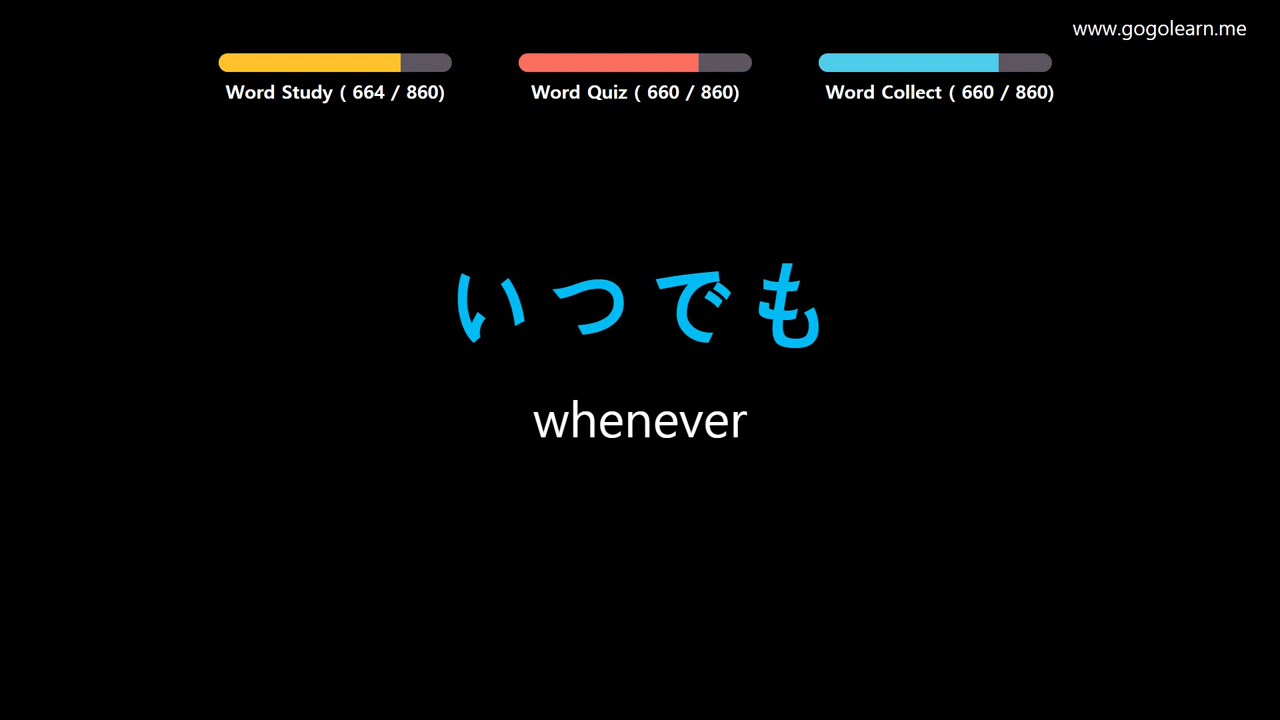 www.gogolearn.me
Word Study ( 664 / 860)
Word Quiz ( 660 / 860)
Word Collect ( 660 / 860)
いつでも
whenever